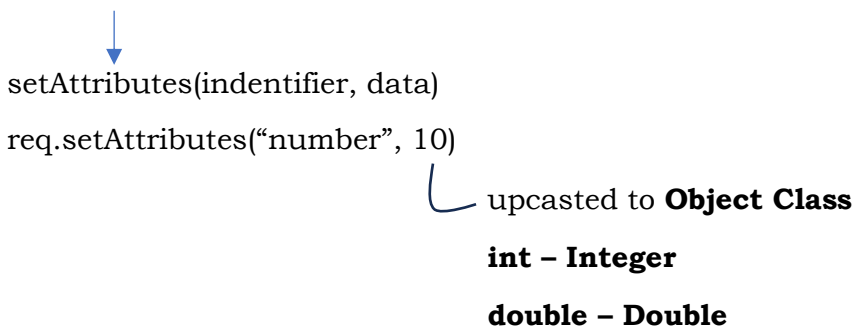 setAttributes(indentifier, data)
req.setAttributes(“number”, 10)
upcasted to Object Class
int – Integer
double – Double